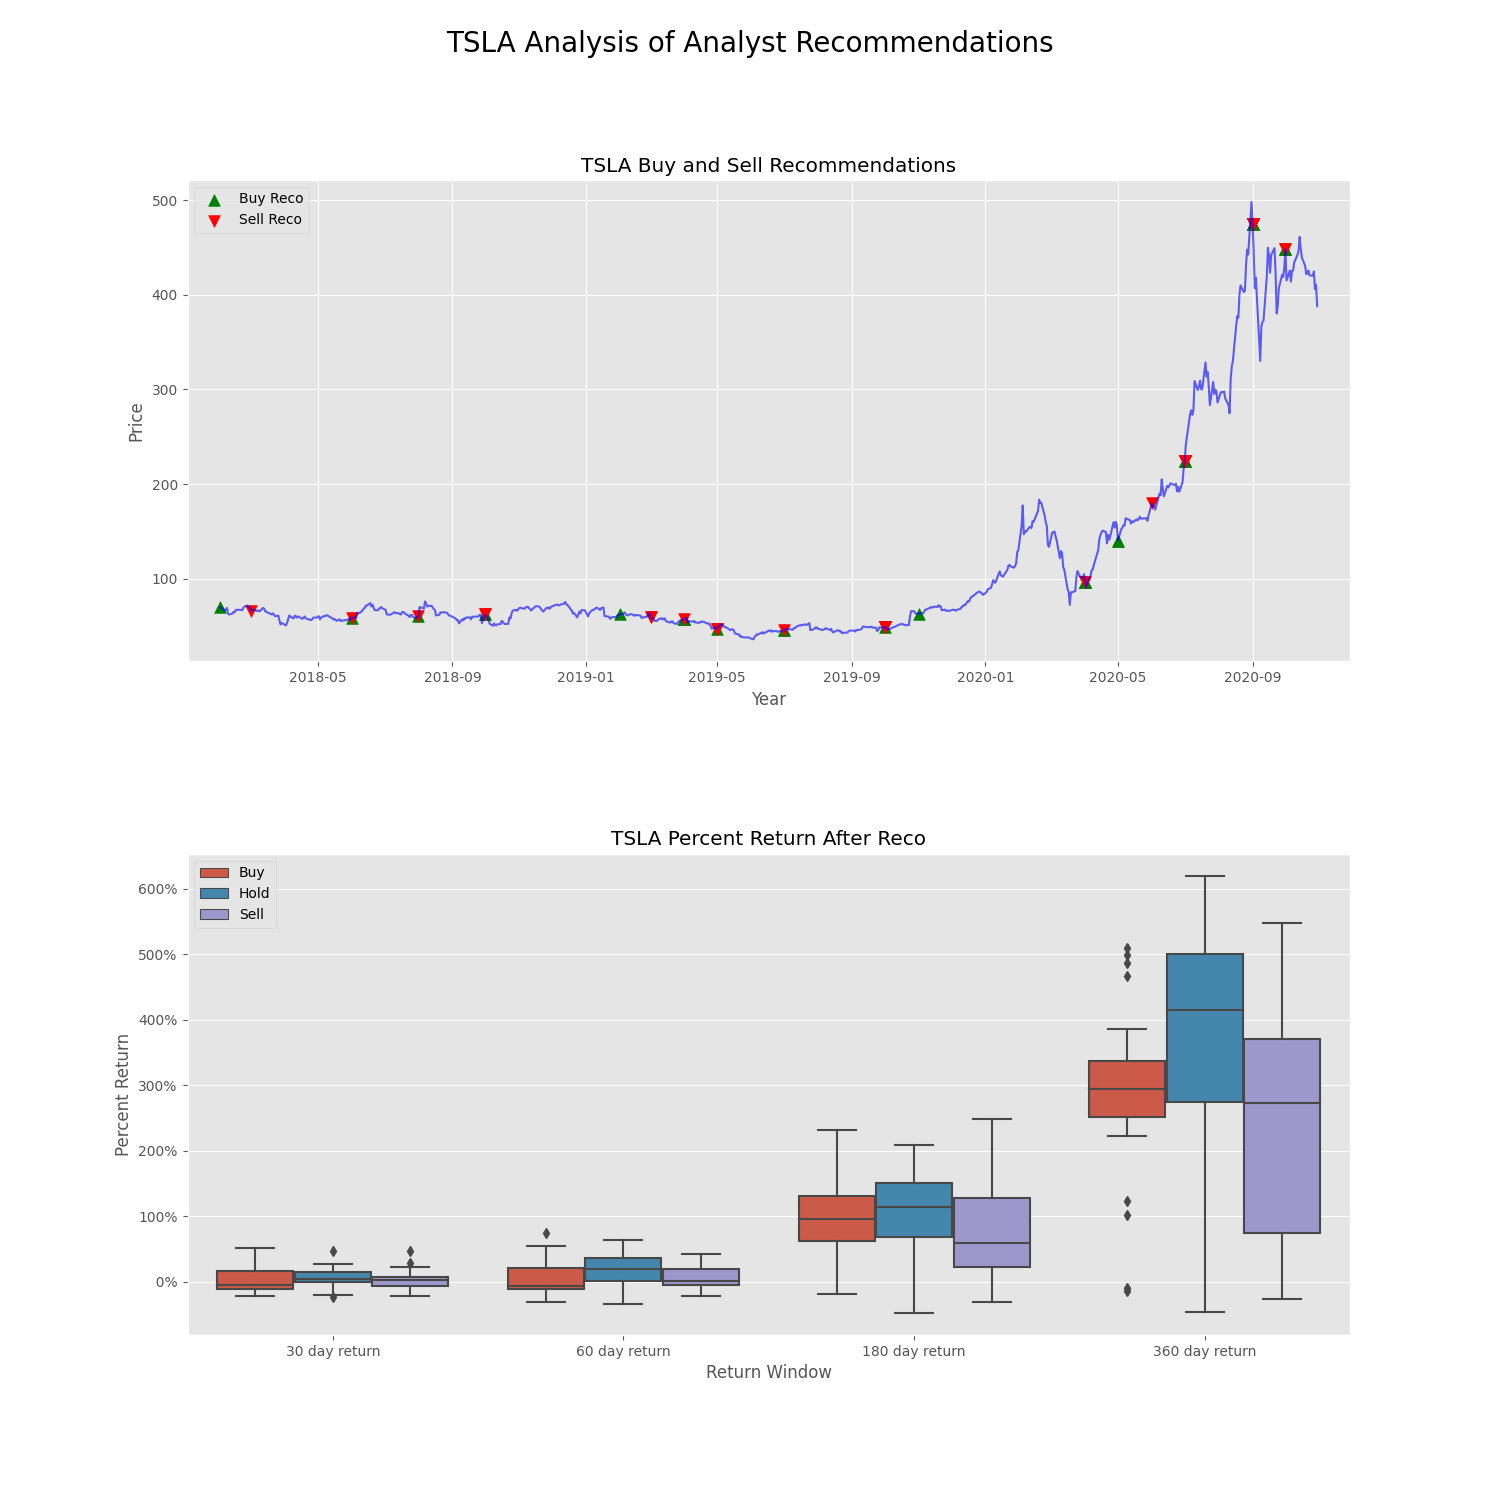 TSLA Analysis of Analyst Recommendations
TSLA Buy and Sell Recommendations
Buy Reco
Sell Reco
500
400
300
200
100
Price
2018-05 2018-09 2019-01 2019-05 2019-09 2020-01 2020-05 2020-09
Year
TSLA Percent Return After Reco
Buy
Hold
Sell
600%
500%
400%
300%
200%
100%
0%
Percent Return
30 day return 60 day return 180 day return 360 day return
Return Window